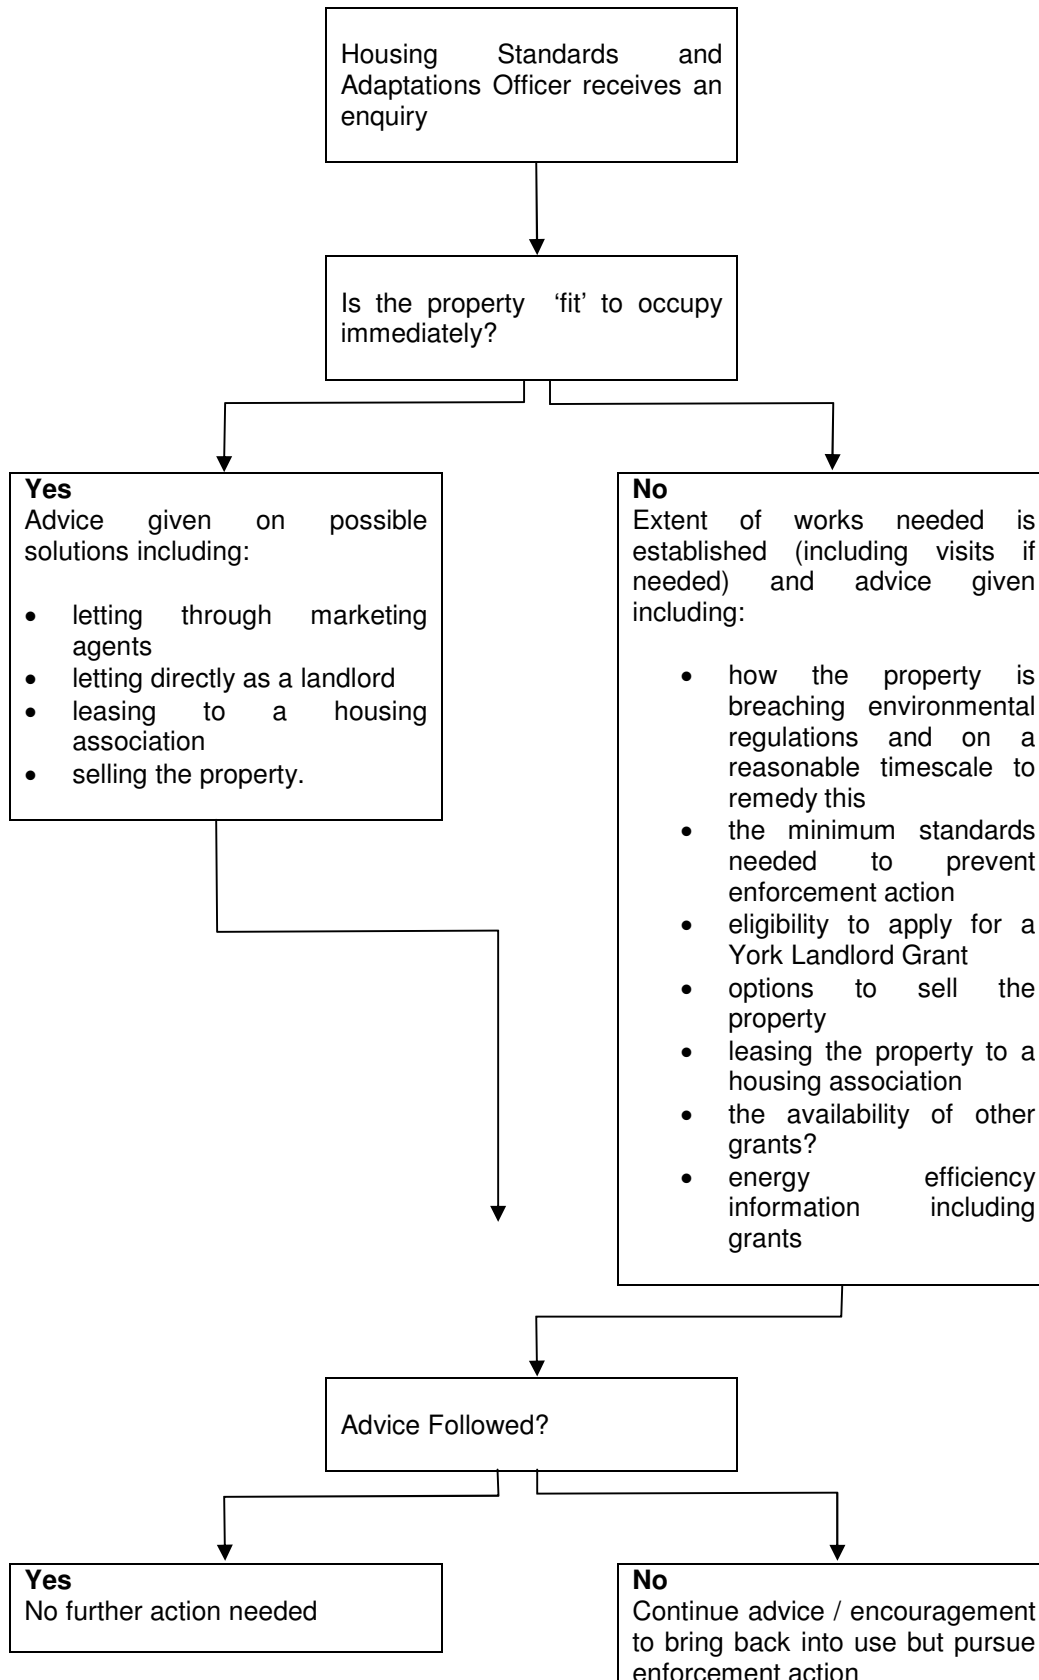 Housing Standards and
Adaptations Officer receives an
enquiry
Is the property ‘fit’ to occupy
immediately?
Yes
Advice given on possible
solutions including:
• letting through marketing
agents
• letting directly as a landlord
• leasing to a housing
association
• selling the property.
No
Extent of works needed is
established (including visits if
needed) and advice given
including:
• how the property is
breaching environmental
regulations and on a
reasonable timescale to
remedy this
• the minimum standards
needed to prevent
enforcement action
• eligibility to apply for a
York Landlord Grant
• options to sell the
property
• leasing the property to a
housing association
• the availability of other
grants?
• energy efficiency
information including
grants
Advice Followed?
Yes
No further action needed
No
Continue advice / encouragement
to bring back into use but pursue
enforcement action